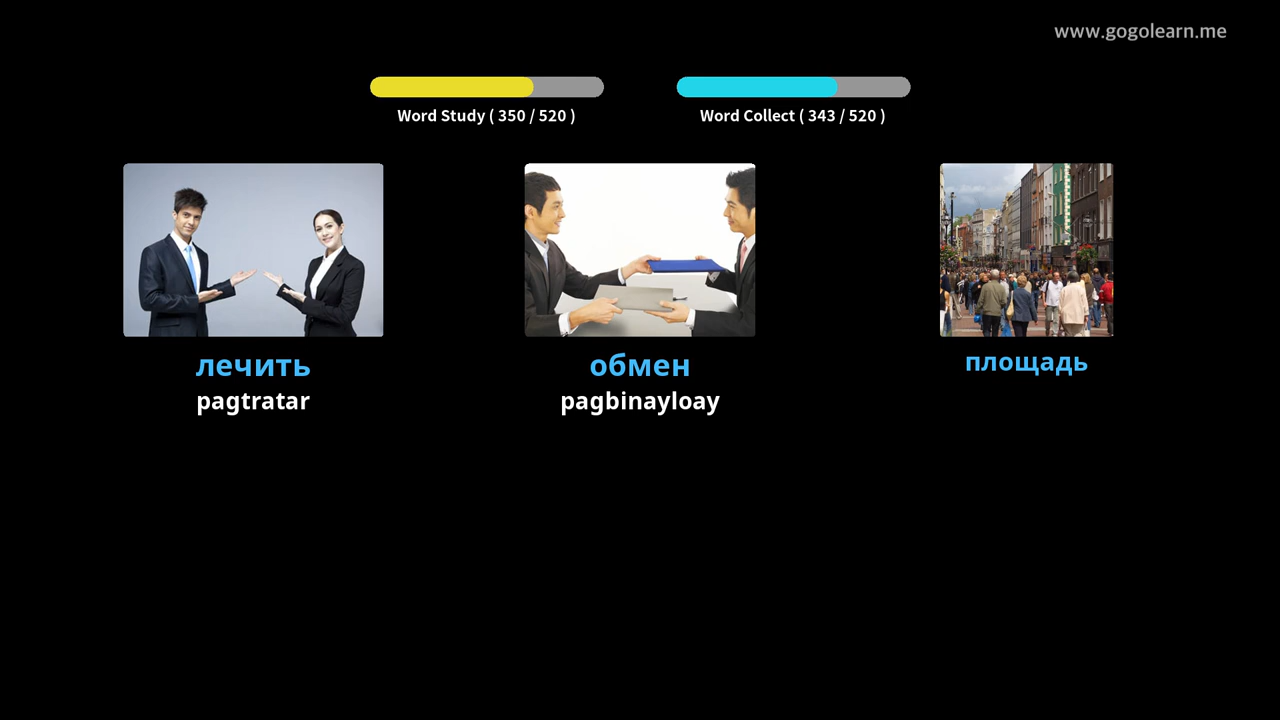 www.gogolearn.me
Word Study ( 350 / 520 )
Word Collect ( 343 / 520 )
лечить
pagtratar
обмен
pagbinayloay
площадь